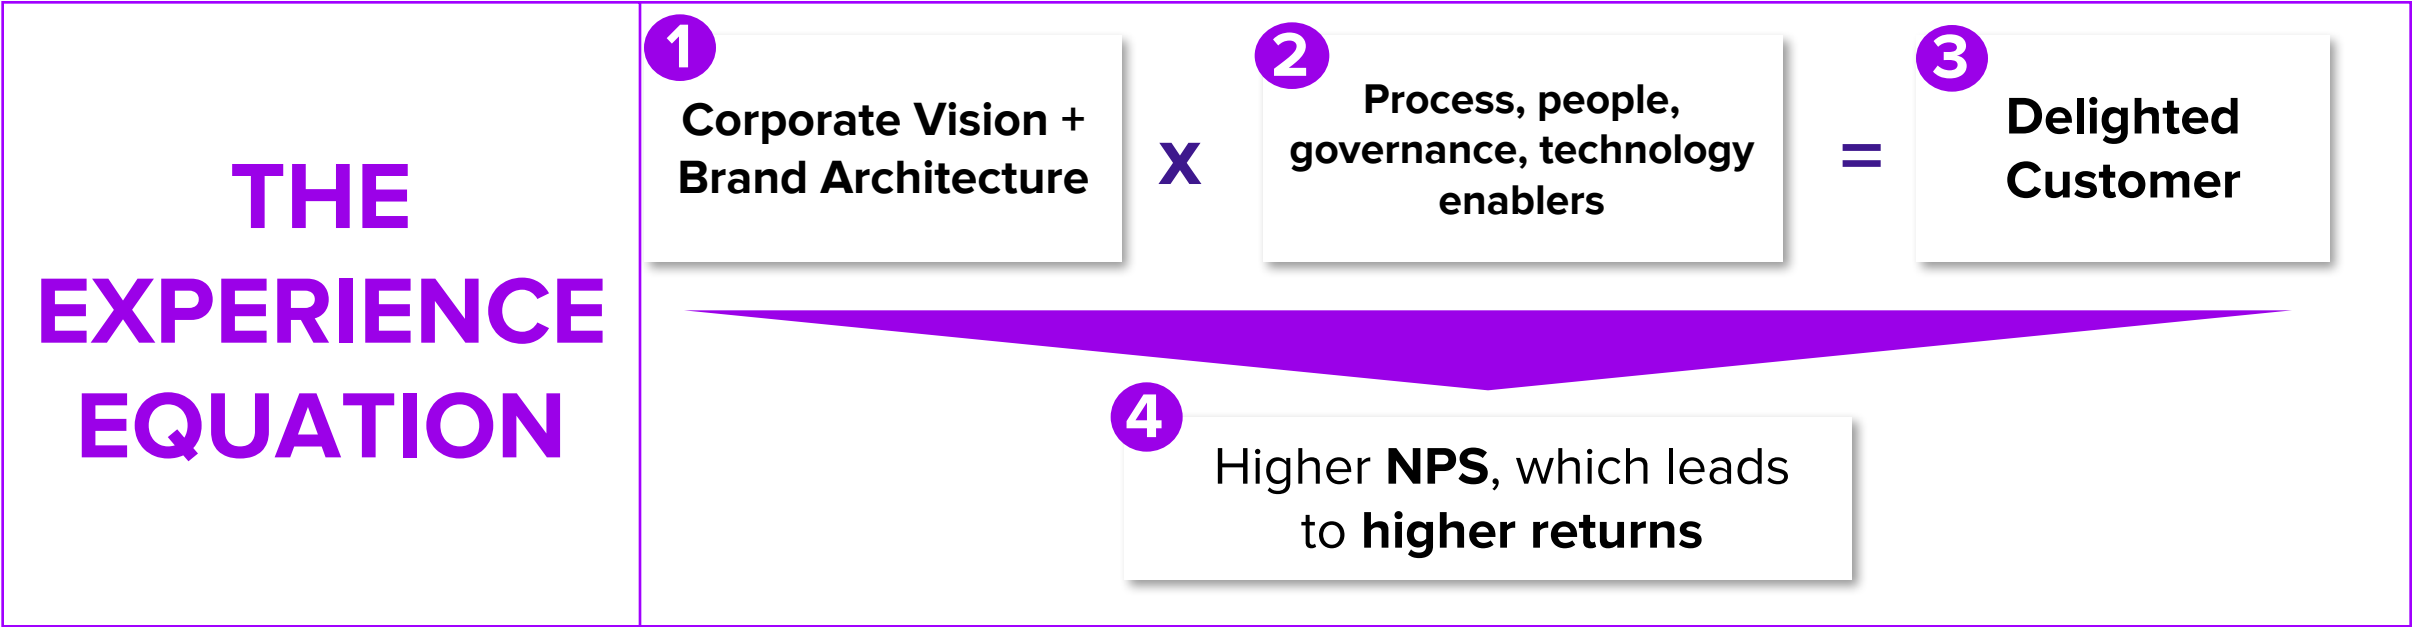 THE
EXPERIENCE
EQUATION
1
Corporate Vision +
Brand Architecture
x
2
Process, people,
governance, technology
enablers
=
3
Delighted
Customer
4
Higher NPS, which leads
to higher returns